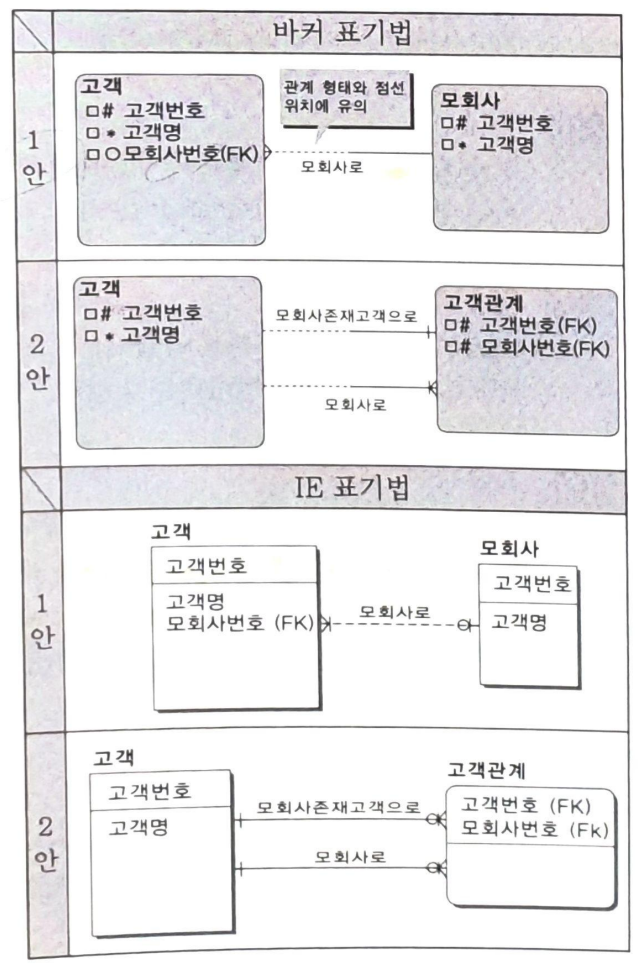 바커 표기법
1
안
고객
□# 고객번호
□* 고객명
□○모회사번호(FK)
관계 형태와 점선
위치에 유의
모회사로
모회사
□# 고객번호
□* 고객명
2
안
고객
□# 고객번호
□* 고객명
모회사존재고객으로
모회사로
고객관계
□# 고객번호(FK)
□# 모회사번호(FK)
IE 표기법
1
안
고객
고객번호
고객명
모회사번호 (FK)
모회사로
모회사
고객번호
고객명
2
안
고객
고객번호
고객명
모회사존재고객으로
모회사로
고객관계
고객번호 (FK)
모회사번호 (FK)